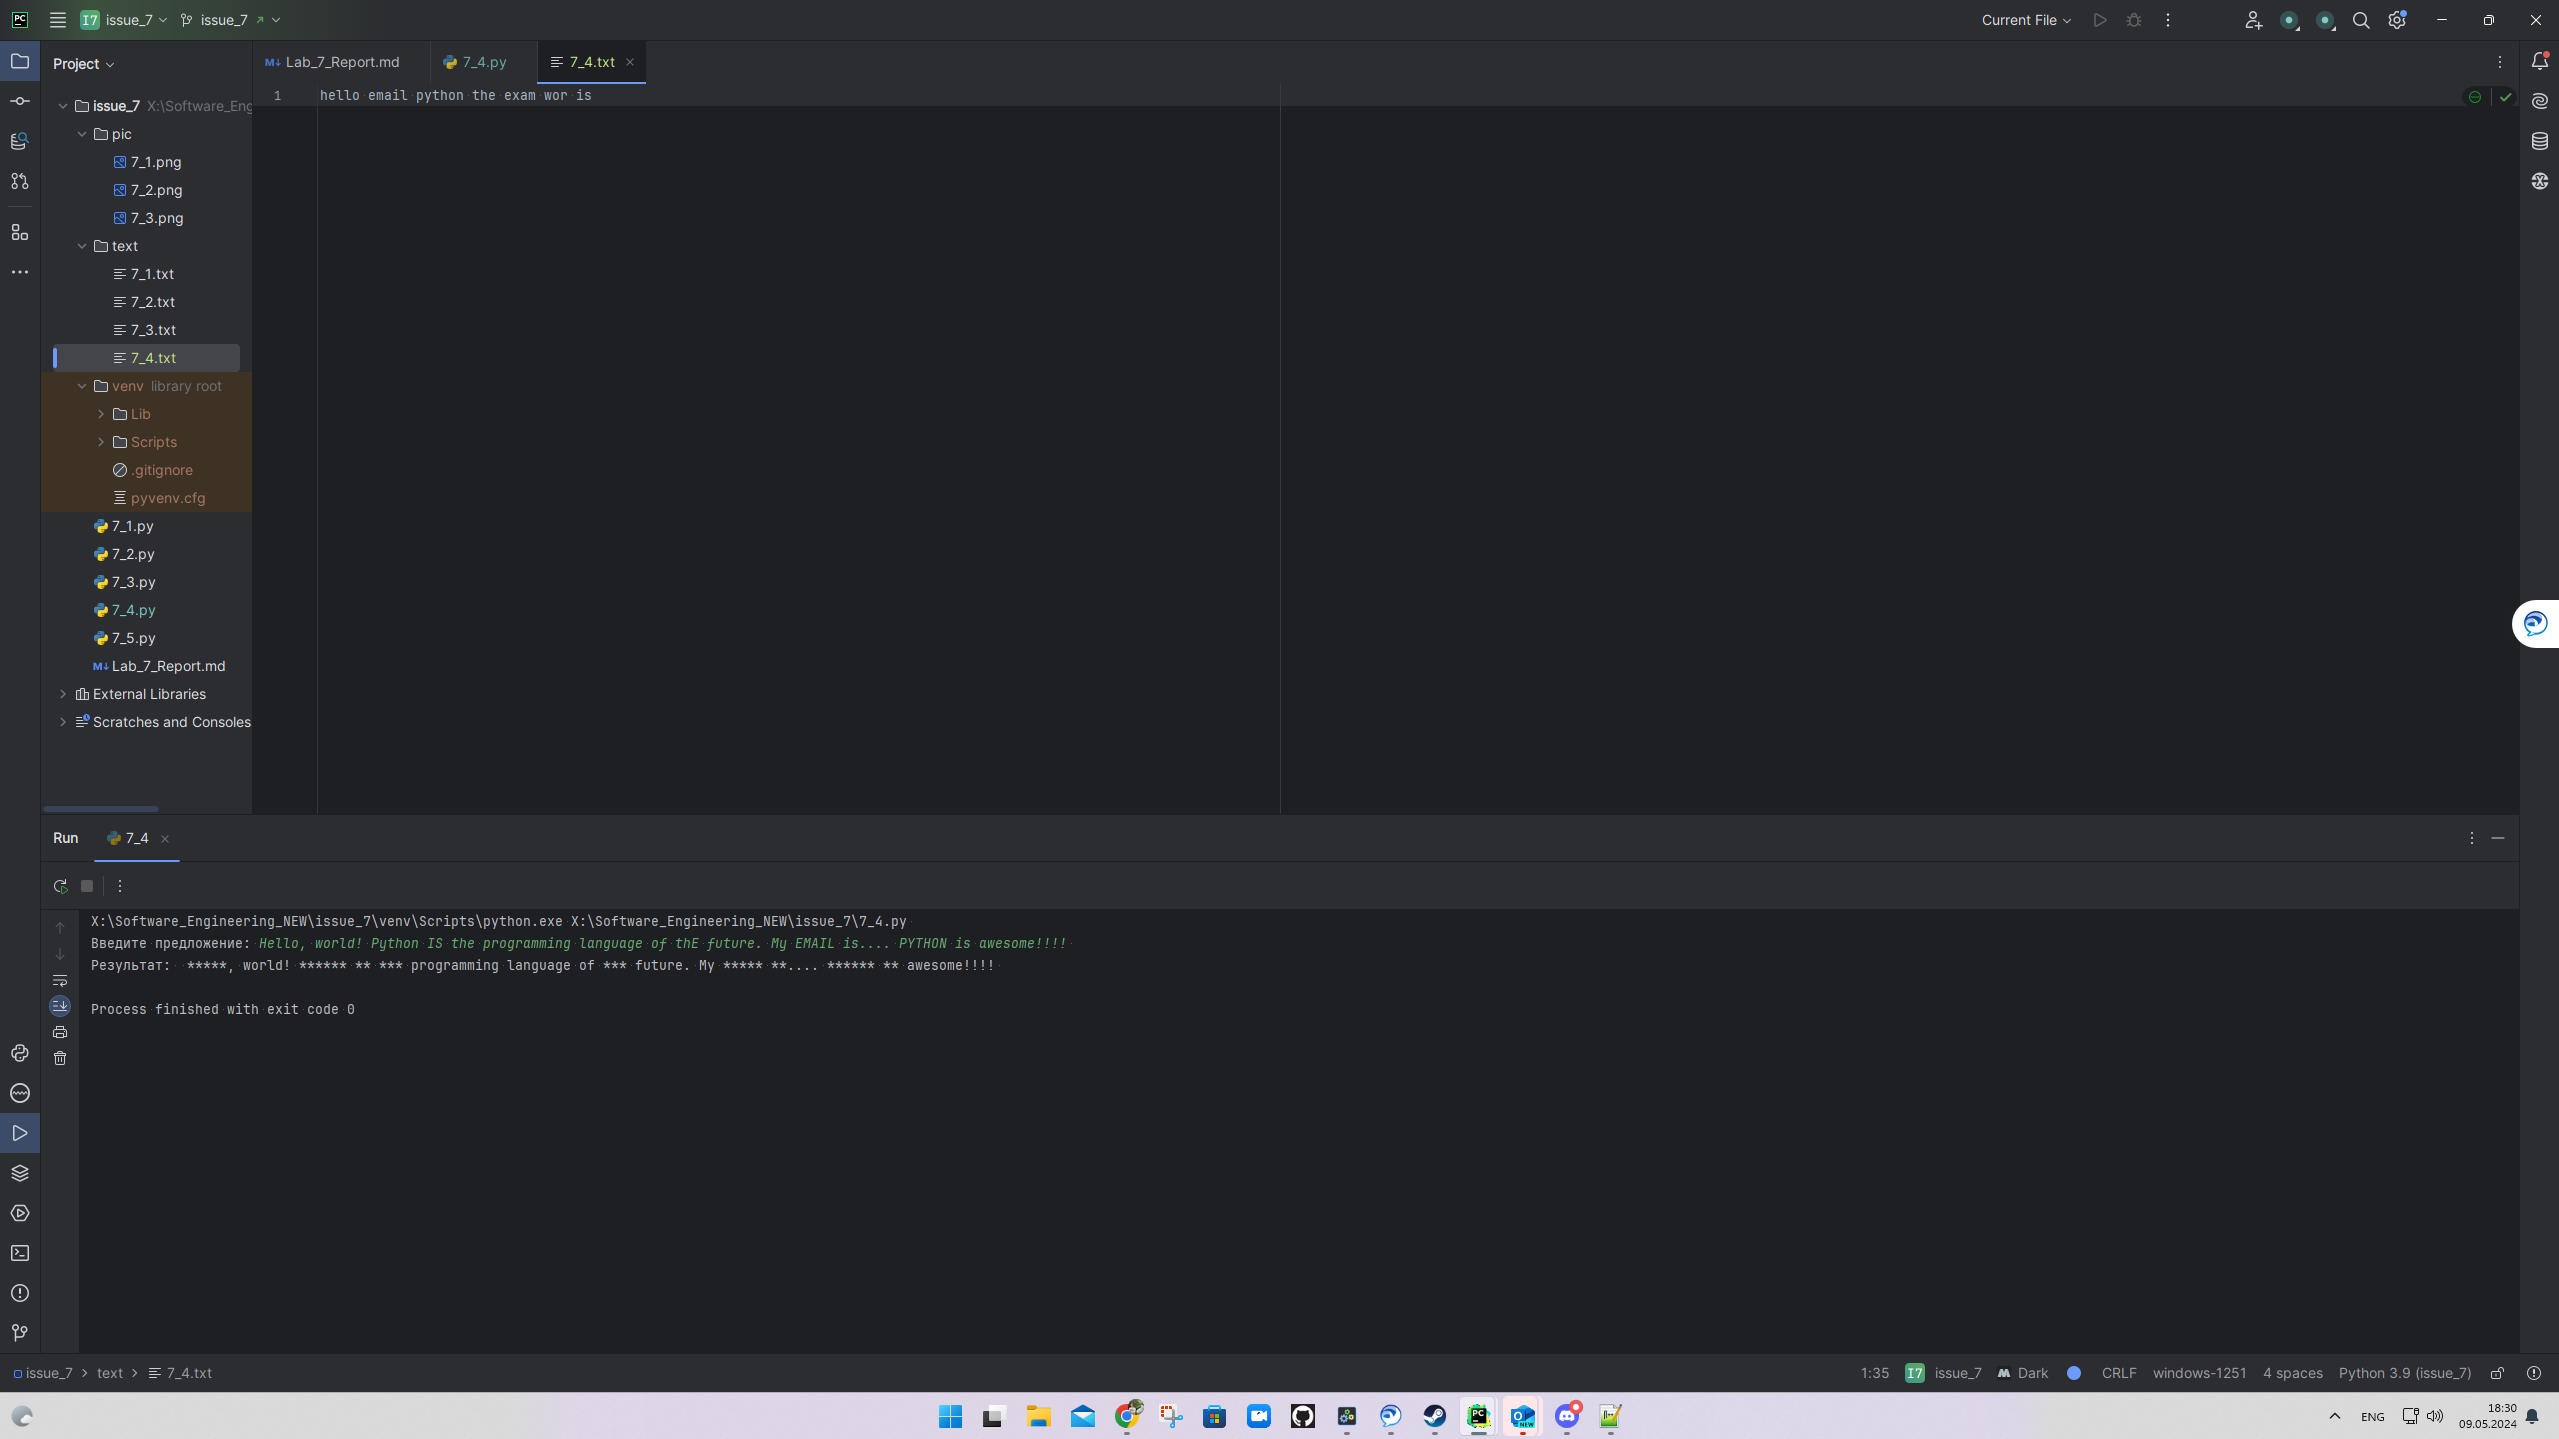 issue_7
issue_7
Current File
Project
Lab_7_Report.md
7_4.py
7_4.txt
issue_7 X:\Software_Eng
pic
7_1.png
7_2.png
7_3.png
text
7_1.txt
7_2.txt
7_3.txt
7_4.txt
venv library root
Lib
Scripts
.gitignore
pyvenv.cfg
7_1.py
7_2.py
7_3.py
7_4.py
7_5.py
Lab_7_Report.md
External Libraries
Scratches and Consoles
1 hello email python the exam wor is
Run
7_4
X:\Software_Engineering_NEW\issue_7\venv\Scripts\python.exe X:\Software_Engineering_NEW\issue_7\7_4.py
Введите предложение: Hello, world! Python IS the programming language of thE future. My EMAIL is.... PYTHON is awesome!!!!
Результат:  *****, world! ****** ** *** programming language of *** future. My ***** **.... ****** ** awesome!!!!
Process finished with exit code 0
issue_7 > text > 7_4.txt
1:35 I7 issue_7 Dark CRLF windows-1251 4 spaces Python 3.9 (issue_7)
ENG
18:30
09.05.2024